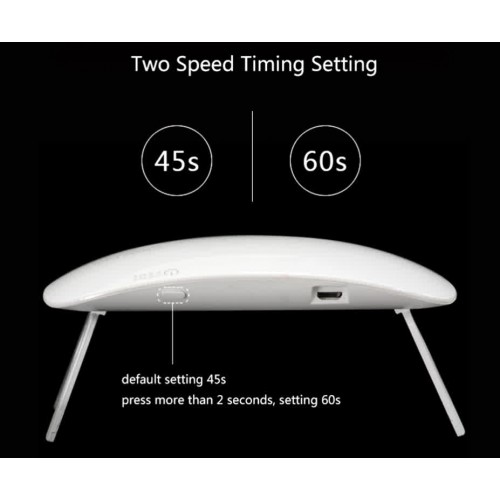 Two Speed Timing Setting
45s
60s
default setting 45s
press more than 2 seconds, setting 60s